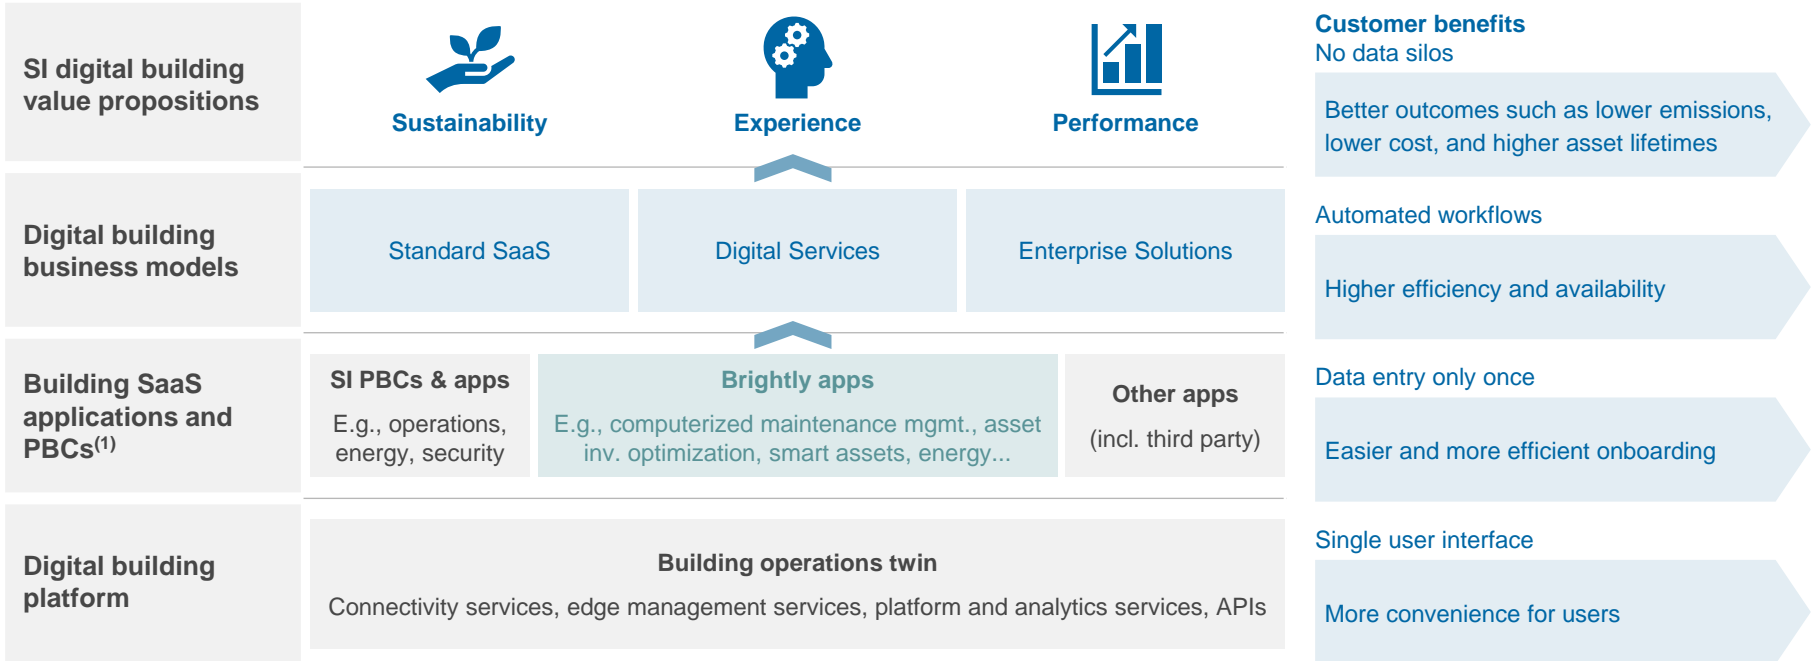 SI digital building
value propositions
Sustainability
Experience
Performance
Customer benefits
No data silos
Better outcomes such as lower emissions,
lower cost, and higher asset lifetimes
Digital building
business models
Standard SaaS
Digital Services
Enterprise Solutions
Automated workflows
Higher efficiency and availability
Building SaaS
applications and
PBCs(1)
SI PBCs & apps
E.g., operations,
energy, security
Brightly apps
E.g., computerized maintenance mgmt., asset
inv. optimization, smart assets, energy...
Other apps
(incl. third party)
Data entry only once
Easier and more efficient onboarding
Digital building
platform
Building operations twin
Connectivity services, edge management services, platform and analytics services, APIs
Single user interface
More convenience for users